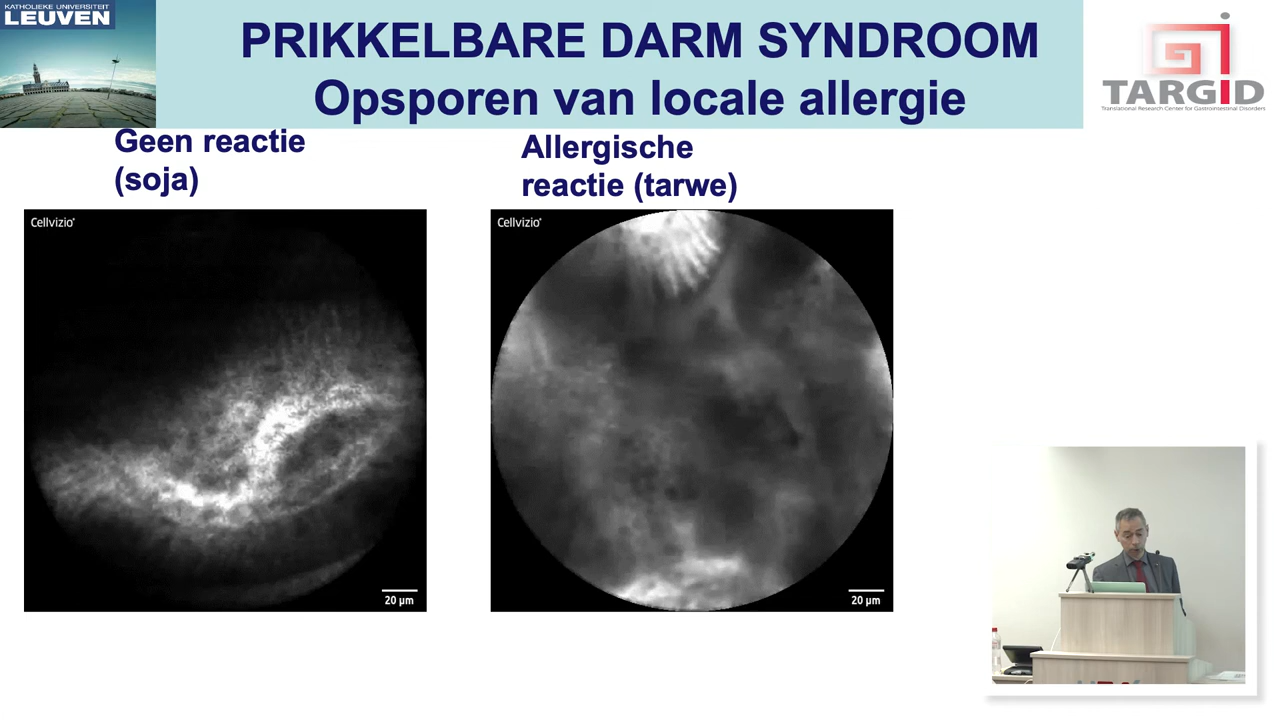 KATHOLIEKE UNIVERSITEIT
LEUVEN
PRIKKELBARE DARM SYNDROOM
Opsporen van locale allergie
TARGID
Translational Research Center for Gastrointestinal Disorders
Geen reactie
(soja)
Allergische
reactie (tarwe)
Cellvizio
Cellvizio
20 µm
20 µm